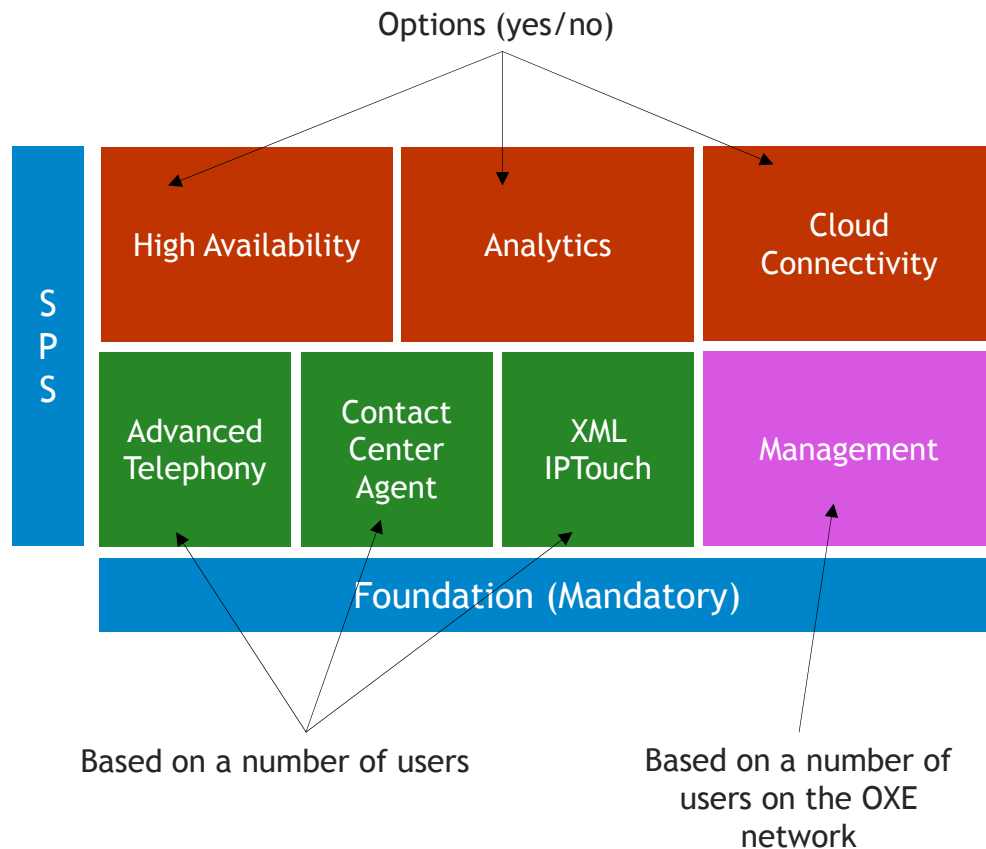 Options (yes/no)
S
P
S
High Availability
Analytics
Cloud
Connectivity
Advanced
Telephony
Contact
Center
Agent
XML
IPTouch
Management
Foundation (Mandatory)
Based on a number of users
Based on a number of
users on the OXE
network